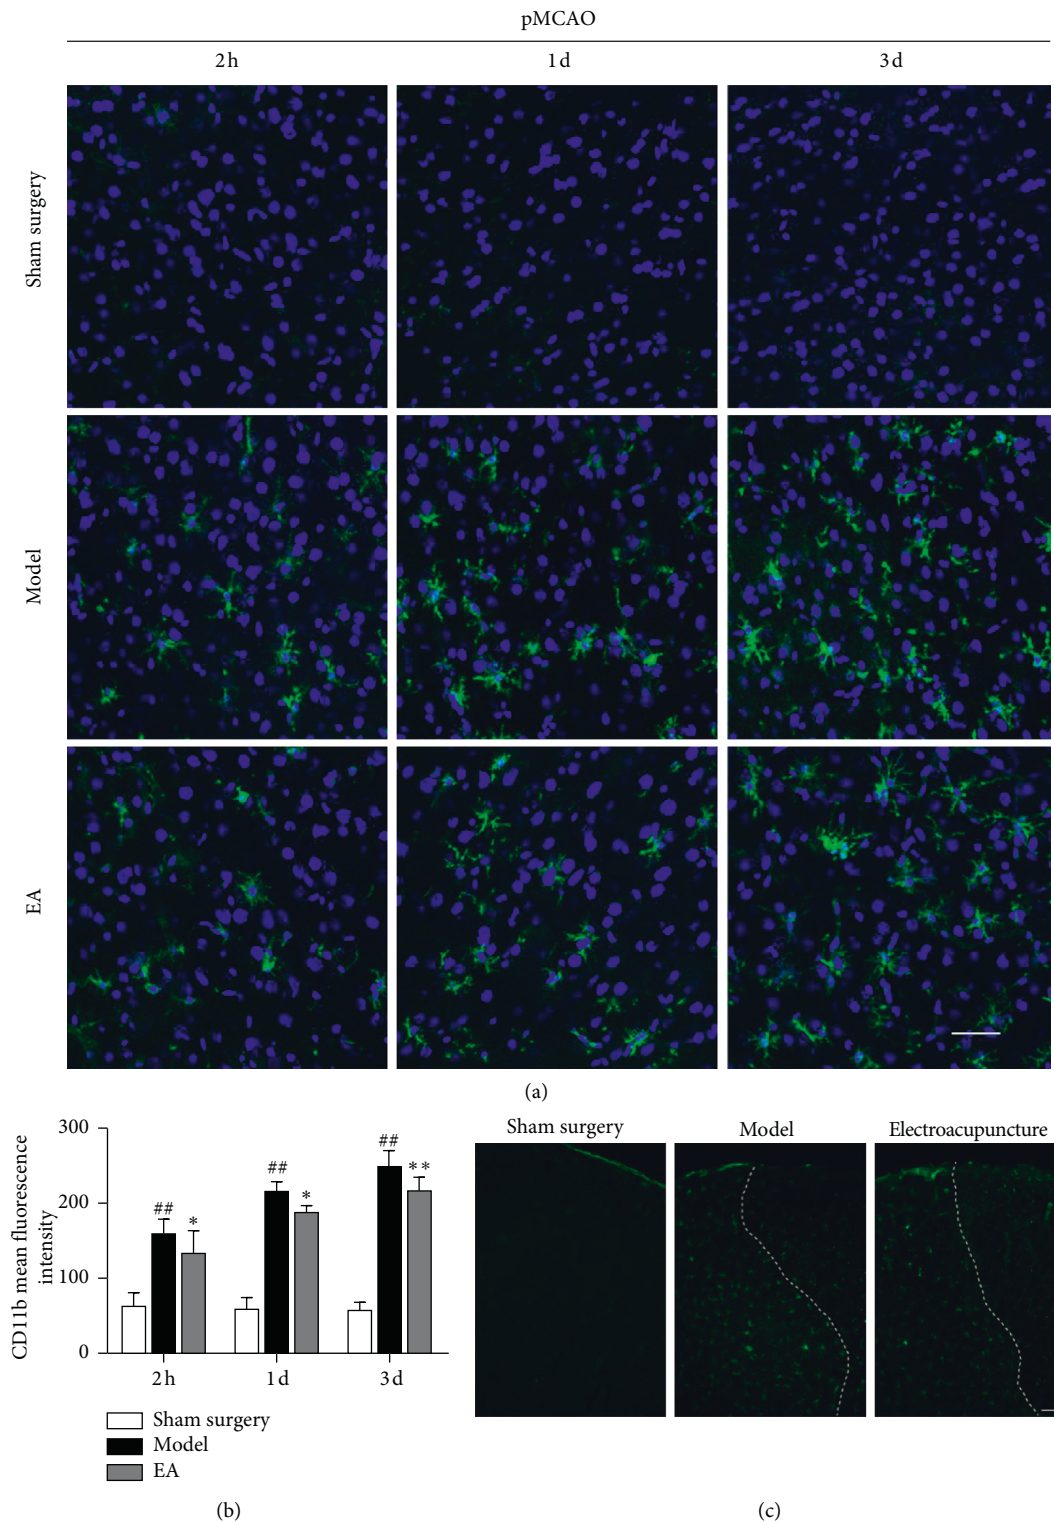 pMCAO
2 h 1 d 3 d
Sham surgery
Model
EA
(a)
CD11b mean fluorescence
intensity
300
200
100
0
## *
## *
## **
2 h 1 d 3 d
Sham surgery
Model
EA
(b)
Sham surgery Model Electroacupuncture
(c)